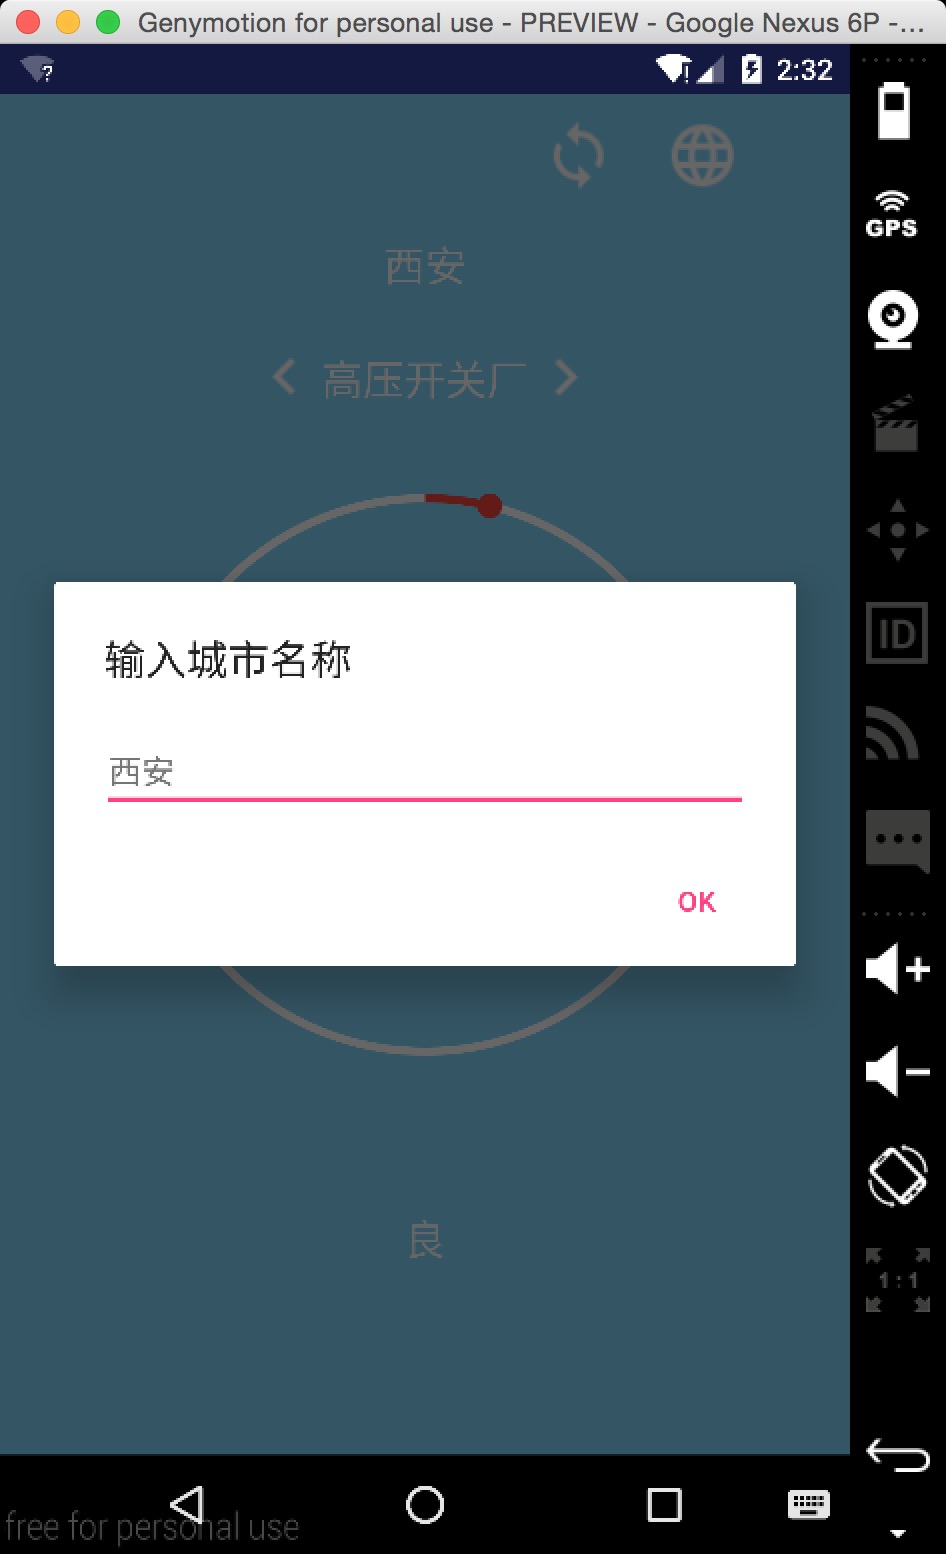 Genymotion for personal use - PREVIEW - Google Nexus 6P -...
2:32
GPS
西安
高压开关厂
输入城市名称
ID
西安
OK
良
1 : 1
free for personal use